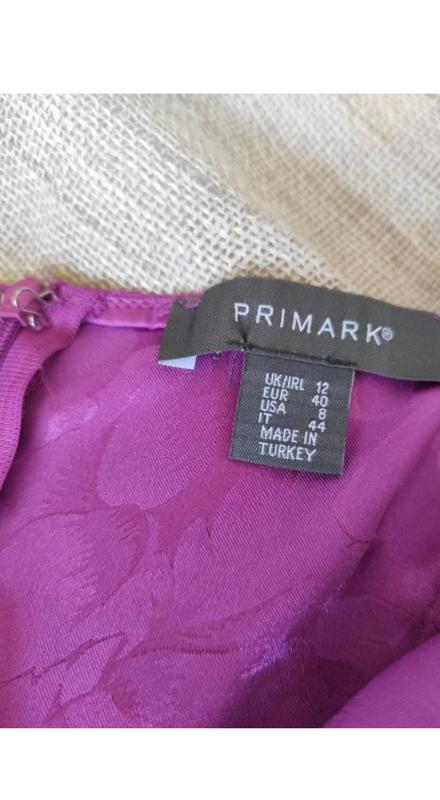 PRIMARK®
UK/IRL 12
EUR 40
USA 8
IT 44
MADE IN
TURKEY